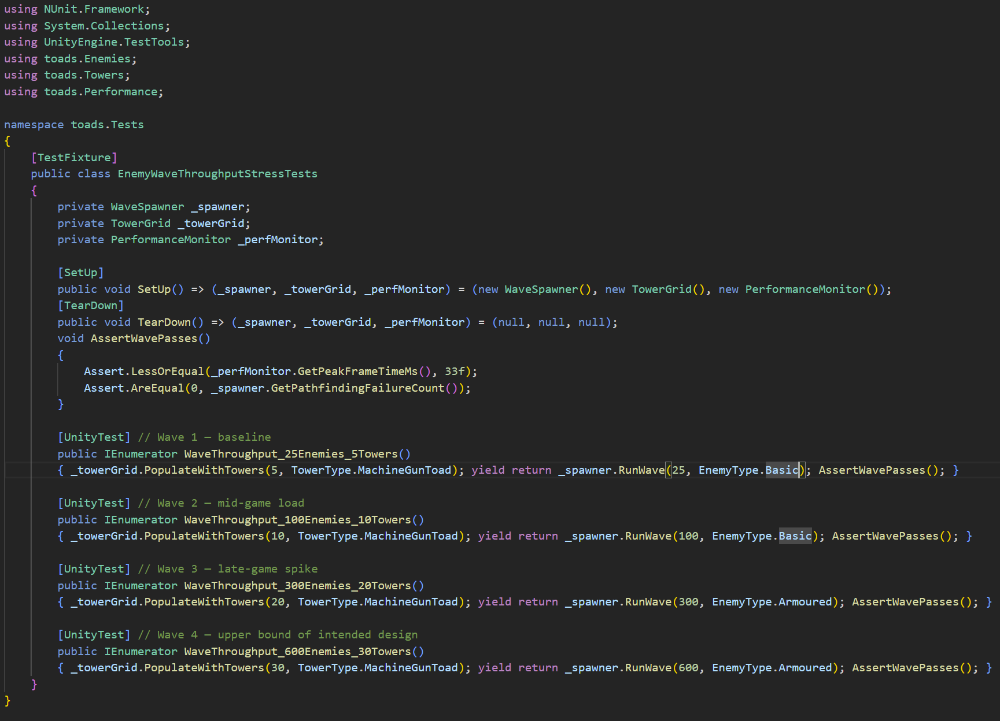 using NUnit.Framework;
using System.Collections;
using UnityEngine.TestTools;
using toads.Enemies;
using toads.Towers;
using toads.Performance;

namespace toads.Tests
{
    [TestFixture]
    public class EnemyWaveThroughputStressTests
    {
        private WaveSpawner _spawner;
        private TowerGrid _towerGrid;
        private PerformanceMonitor _perfMonitor;

        [SetUp]
        public void SetUp() => (_spawner, _towerGrid, _perfMonitor) = (new WaveSpawner(), new TowerGrid(), new PerformanceMonitor());
        [TearDown]
        public void TearDown() => (_spawner, _towerGrid, _perfMonitor) = (null, null, null);
        void AssertWavePasses()
        {
            Assert.LessOrEqual(_perfMonitor.GetPeakFrameTimeMs(), 33f);
            Assert.AreEqual(0, _spawner.GetPathfindingFailureCount());
        }

        [UnityTest] // Wave 1 — baseline
        public IEnumerator WaveThroughput_25Enemies_5Towers()
        { _towerGrid.PopulateWithTowers(5, TowerType.MachineGunToad); yield return _spawner.RunWave(25, EnemyType.Basic); AssertWavePasses(); }

        [UnityTest] // Wave 2 — mid-game load
        public IEnumerator WaveThroughput_100Enemies_10Towers()
        { _towerGrid.PopulateWithTowers(10, TowerType.MachineGunToad); yield return _spawner.RunWave(100, EnemyType.Basic); AssertWavePasses(); }

        [UnityTest] // Wave 3 — late-game spike
        public IEnumerator WaveThroughput_300Enemies_20Towers()
        { _towerGrid.PopulateWithTowers(20, TowerType.MachineGunToad); yield return _spawner.RunWave(300, EnemyType.Armoured); AssertWavePasses(); }

        [UnityTest] // Wave 4 — upper bound of intended design
        public IEnumerator WaveThroughput_600Enemies_30Towers()
        { _towerGrid.PopulateWithTowers(30, TowerType.MachineGunToad); yield return _spawner.RunWave(600, EnemyType.Armoured); AssertWavePasses(); }
    }
}